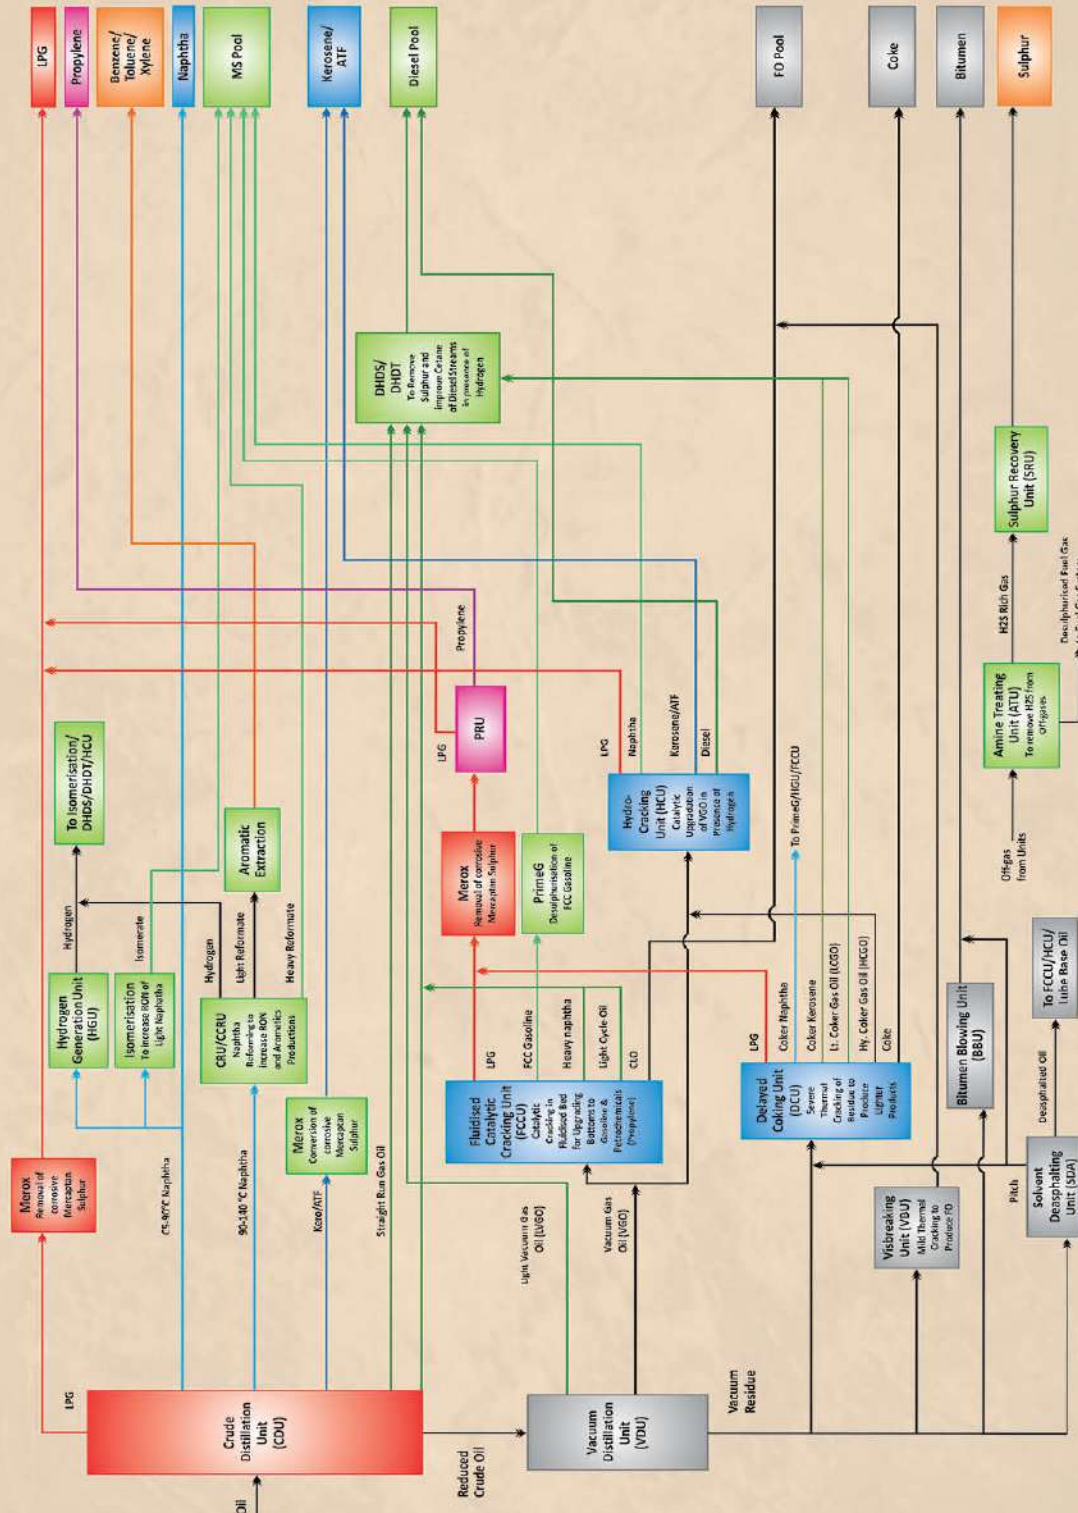 LPG
Propylene
Benzene/
Toluene/
Xylene
Naphtha
MS Pool
Kerosene/
ATF
Diesel Pool
FO Pool
Coke
Bitumen
Sulphur
To Isomerisation/
DHDS/DHDT/HCU
Hydrogen
Hydrogen
Generation Unit
(HGU)
Isomerate
Isomerisation
To increase RON of
Light Naphtha
Hydrogen
Light Reformate
Heavy Reformate
CRU/CCRU
Naphtha
Reforming to
increase RON
and Aromatics
Productions
Aromatic
Extraction
Merox
Removal of
corrosive
Mercaptan
Sulphur
LPG
C5-90°C Naphtha
90-140 °C Naphtha
Kero/ATF
Merox
Conversion of
corrosive
Mercaptan
Sulphur
Straight Run Gas Oil
Crude
Distillation
Unit
(CDU)
Oil
Reduced
Crude Oil
DHDS/
DHDT
To Remove
Sulphur and
improve Cetane
of Diesel Streams
in presence of
Hydrogen
Propylene
LPG
PRU
Merox
Removal of corrosive
Mercaptan Sulphur
PrimeG
Desulphurisation of
FCC Gasoline
LPG
FCC Gasoline
Heavy naphtha
Light Cycle Oil
CLO
Fluidised
Catalytic
Cracking Unit
(FCCU)
Catalytic
Cracking in
Fluidised Bed
for Upgrading
Bottoms to
Gasoline &
Petrochemicals
(Propylene)
Light Vacuum Gas
Oil (LVGO)
Vacuum Gas
Oil (VGO)
Vacuum
Distillation
Unit
(VDU)
Vacuum
Residue
LPG
Naphtha
Kerosene/ATF
Diesel
Hydro-
Cracking
Unit (HCU)
Catalytic
Upgradation
of VGO in
Presence of
Hydrogen
To PrimeG/HGU/FCCU
LPG
Coker Naphtha
Coker Kerosene
Lt. Coker Gas Oil (LCGO)
Hy. Coker Gas Oil (HCGO)
Coke
Delayed
Coking Unit
(DCU)
Severe
Thermal
Cracking of
Residue to
Produce
Lighter
Products
Visbreaking
Unit (VBU)
Mild Thermal
Cracking to
Produce FO
Bitumen Blowing Unit
(BBU)
Pitch
Solvent
Deasphalting
Unit (SDA)
Deasphalted Oil
To FCCU/HCU/
Lube Base Oil
Off-gas
from Units
Amine Treating
Unit (ATU)
To remove H2S from
off-gases
H2S Rich Gas
Sulphur Recovery
Unit (SRU)
Desulphurised Fuel Gas